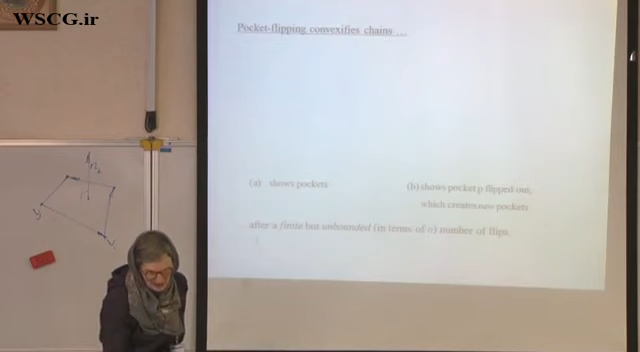 WSCG.ir
Pocket-flipping convexifies chains ...
(a) shows pockets
(b) shows pocket p flipped out,
which creates new pockets
after a finite but unbounded (in terms of n) number of flips.